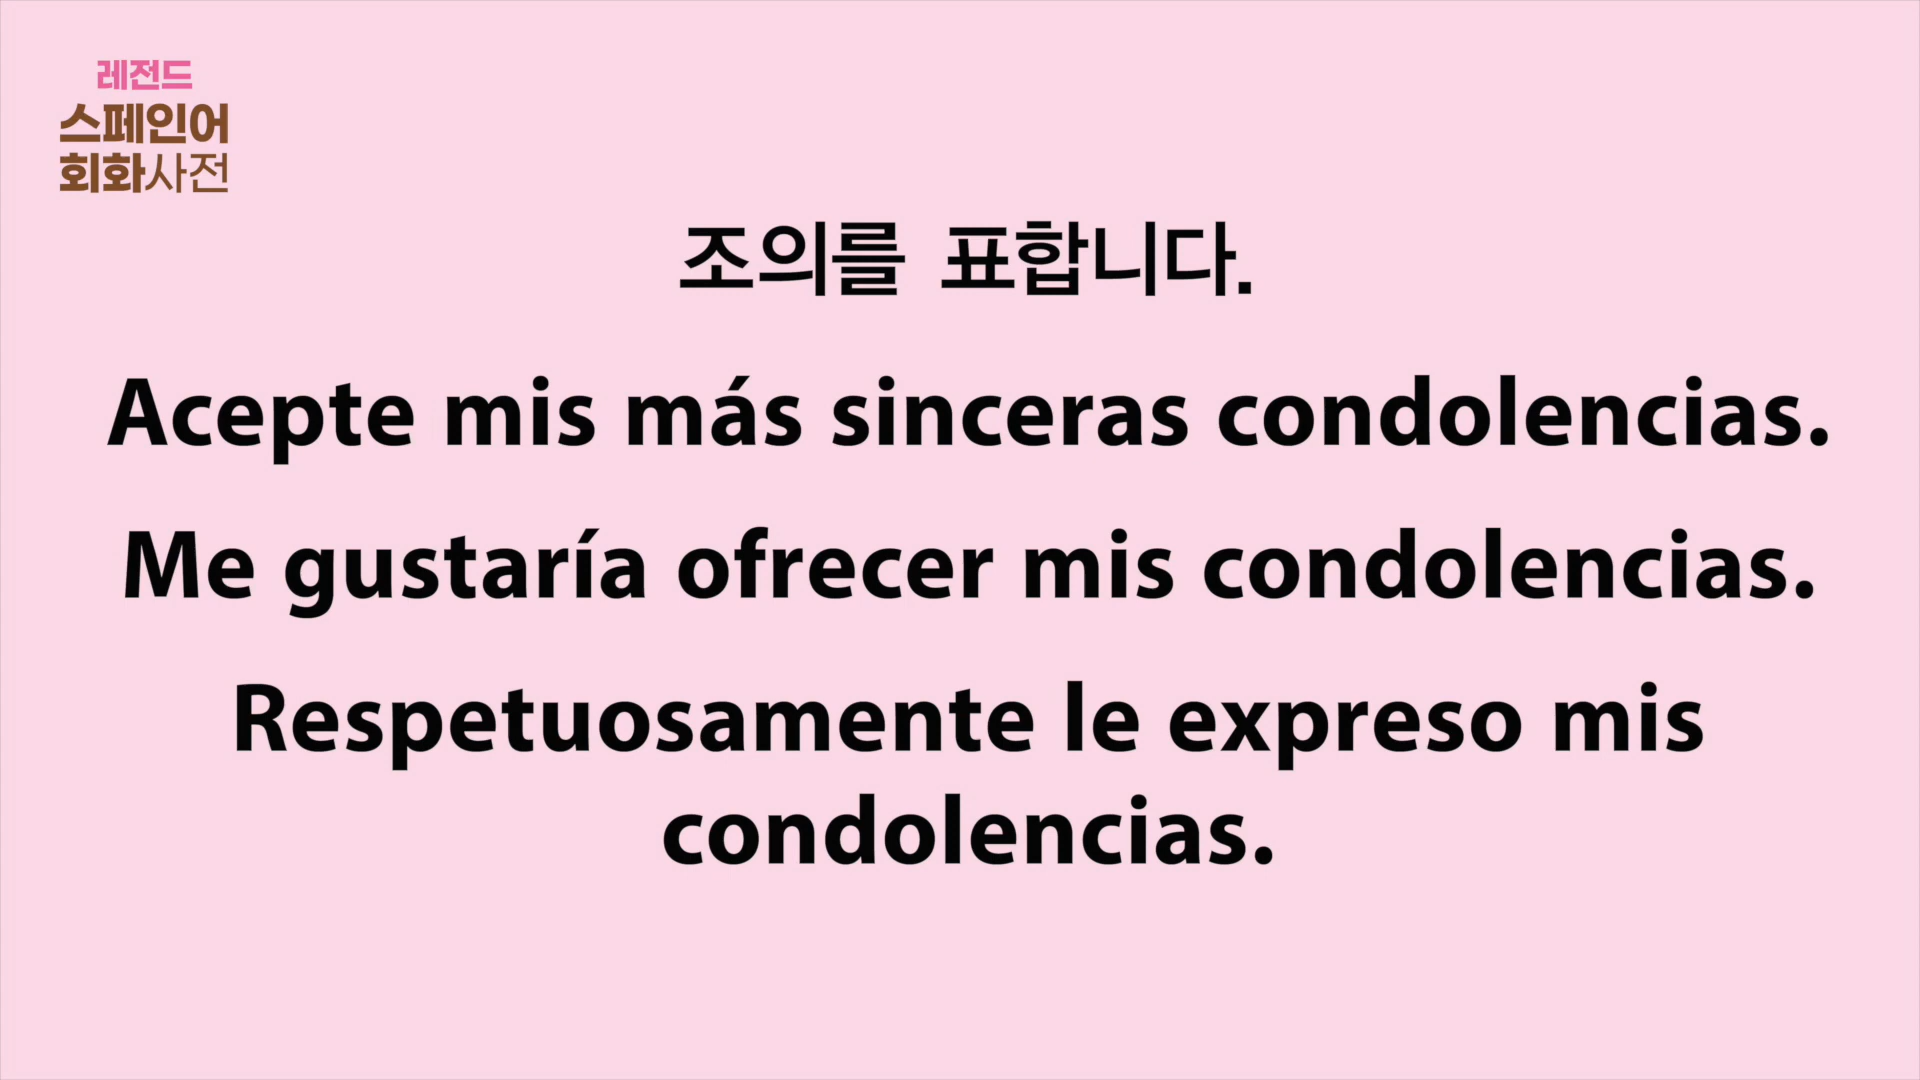 레전드
스페인어
회화사전
조의를 표합니다.
Acepte mis más sinceras condolencias.
Me gustaría ofrecer mis condolencias.
Respetuosamente le expreso mis
condolencias.